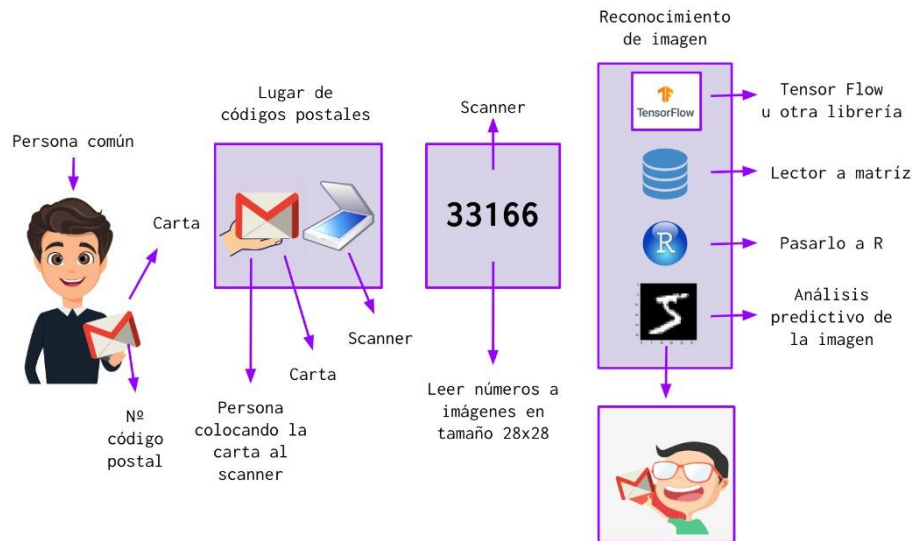 Persona común
Carta
Nº
código
postal
Lugar de
códigos postales
Scanner
Carta
Persona
colocando la
carta al
scanner
Scanner
33166
Leer números a
imágenes en
tamaño 28x28
Reconocimiento
de imagen
TensorFlow
Tensor Flow
u otra librería
Lector a matríz
R
Pasarlo a R
Análisis
predictivo de
la imagen